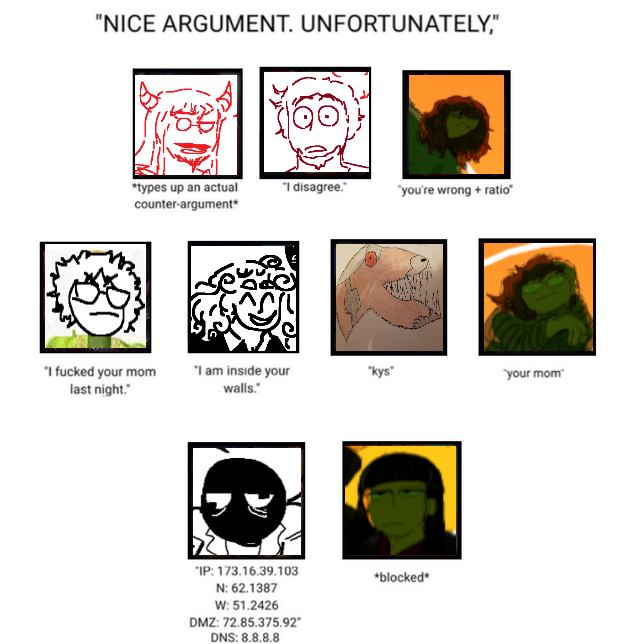 "NICE ARGUMENT. UNFORTUNATELY,"
*types up an actual
counter-argument*
"I disagree."
"you're wrong + ratio"
"I fucked your mom
last night."
"I am inside your
walls."
"kys"
"your mom"
"IP: 173.16.39.103
N: 62.1387
W: 51.2426
DMZ: 72.85.375.92"
DNS: 8.8.8.8
*blocked*